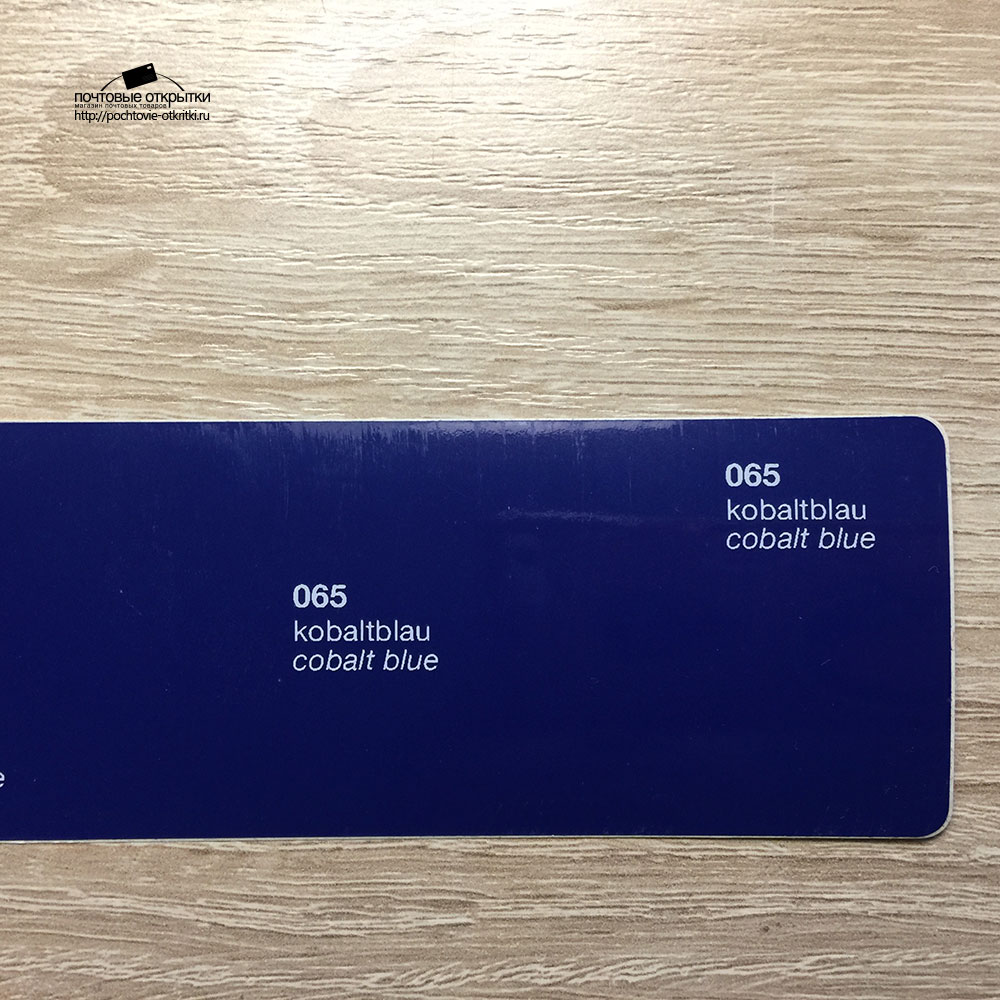 ПОЧТОВЫЕ ОТКРЫТКИ
магазин почтовых товаров
http://pochtovie-otkritki.ru
065
kobaltblau
cobalt blue
065
kobaltblau
cobalt blue
e